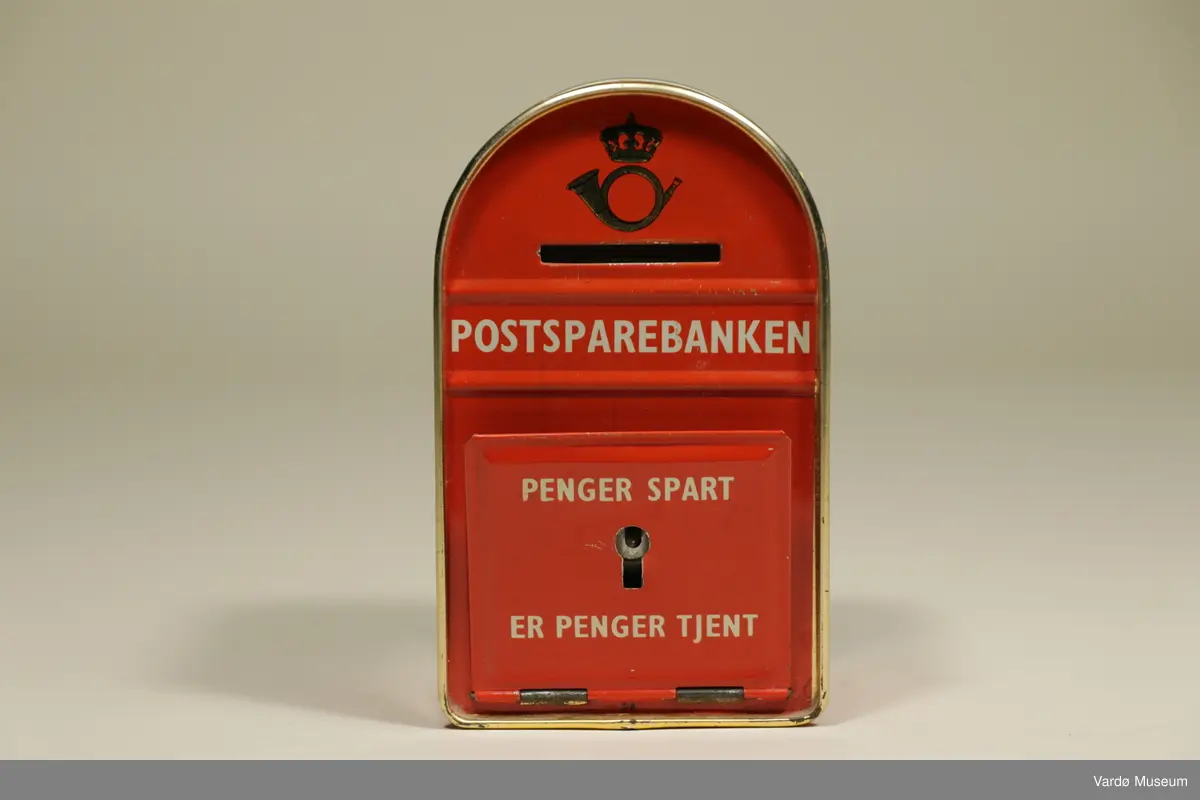 POSTSPAREBANKEN
PENGER SPART
ER PENGER TJENT
Vardø Museum